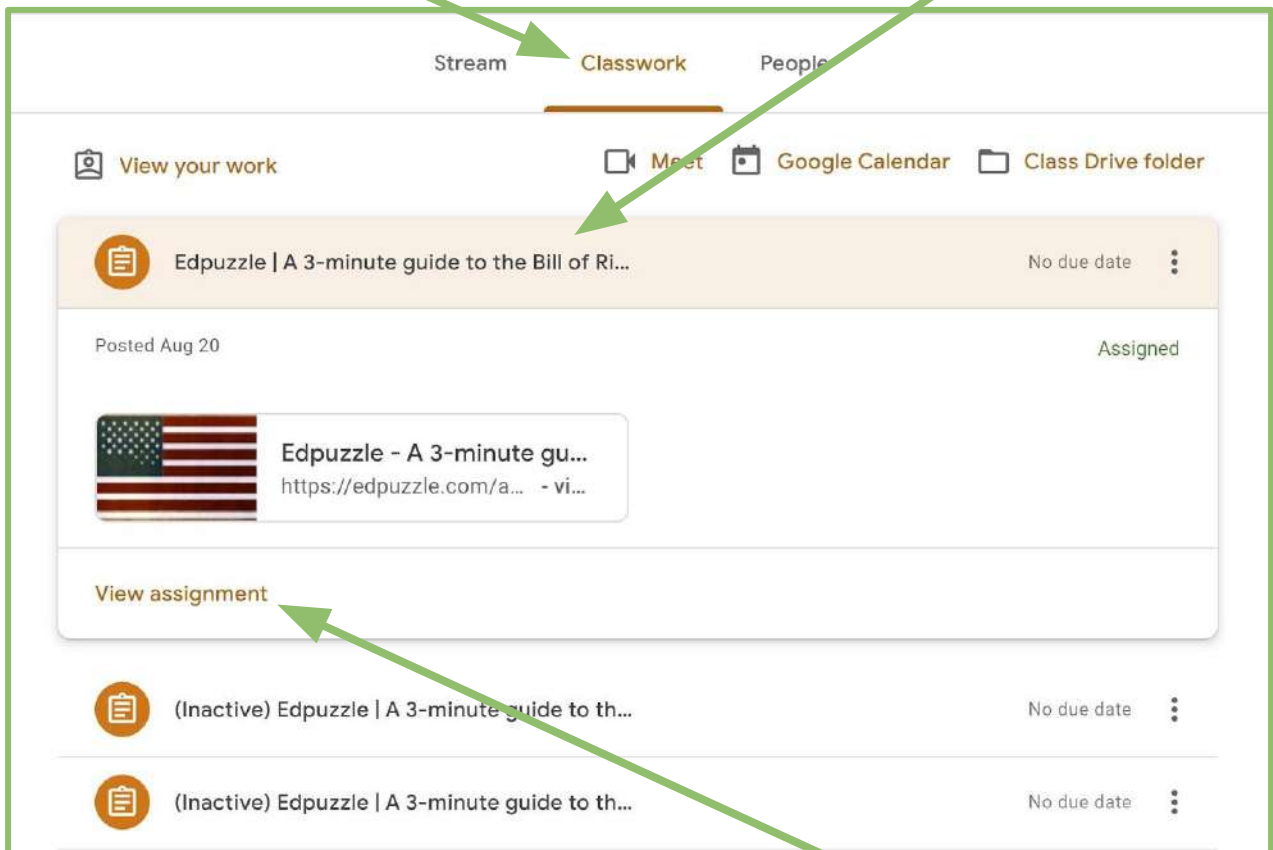 Stream Classwork People
View your work Meet Google Calendar Class Drive folder
Edpuzzle | A 3-minute guide to the Bill of Ri... No due date
Posted Aug 20 Assigned
Edpuzzle - A 3-minute gu...
https://edpuzzle.com/a... - vi...
View assignment
(Inactive) Edpuzzle | A 3-minute guide to th... No due date
(Inactive) Edpuzzle | A 3-minute guide to th... No due date